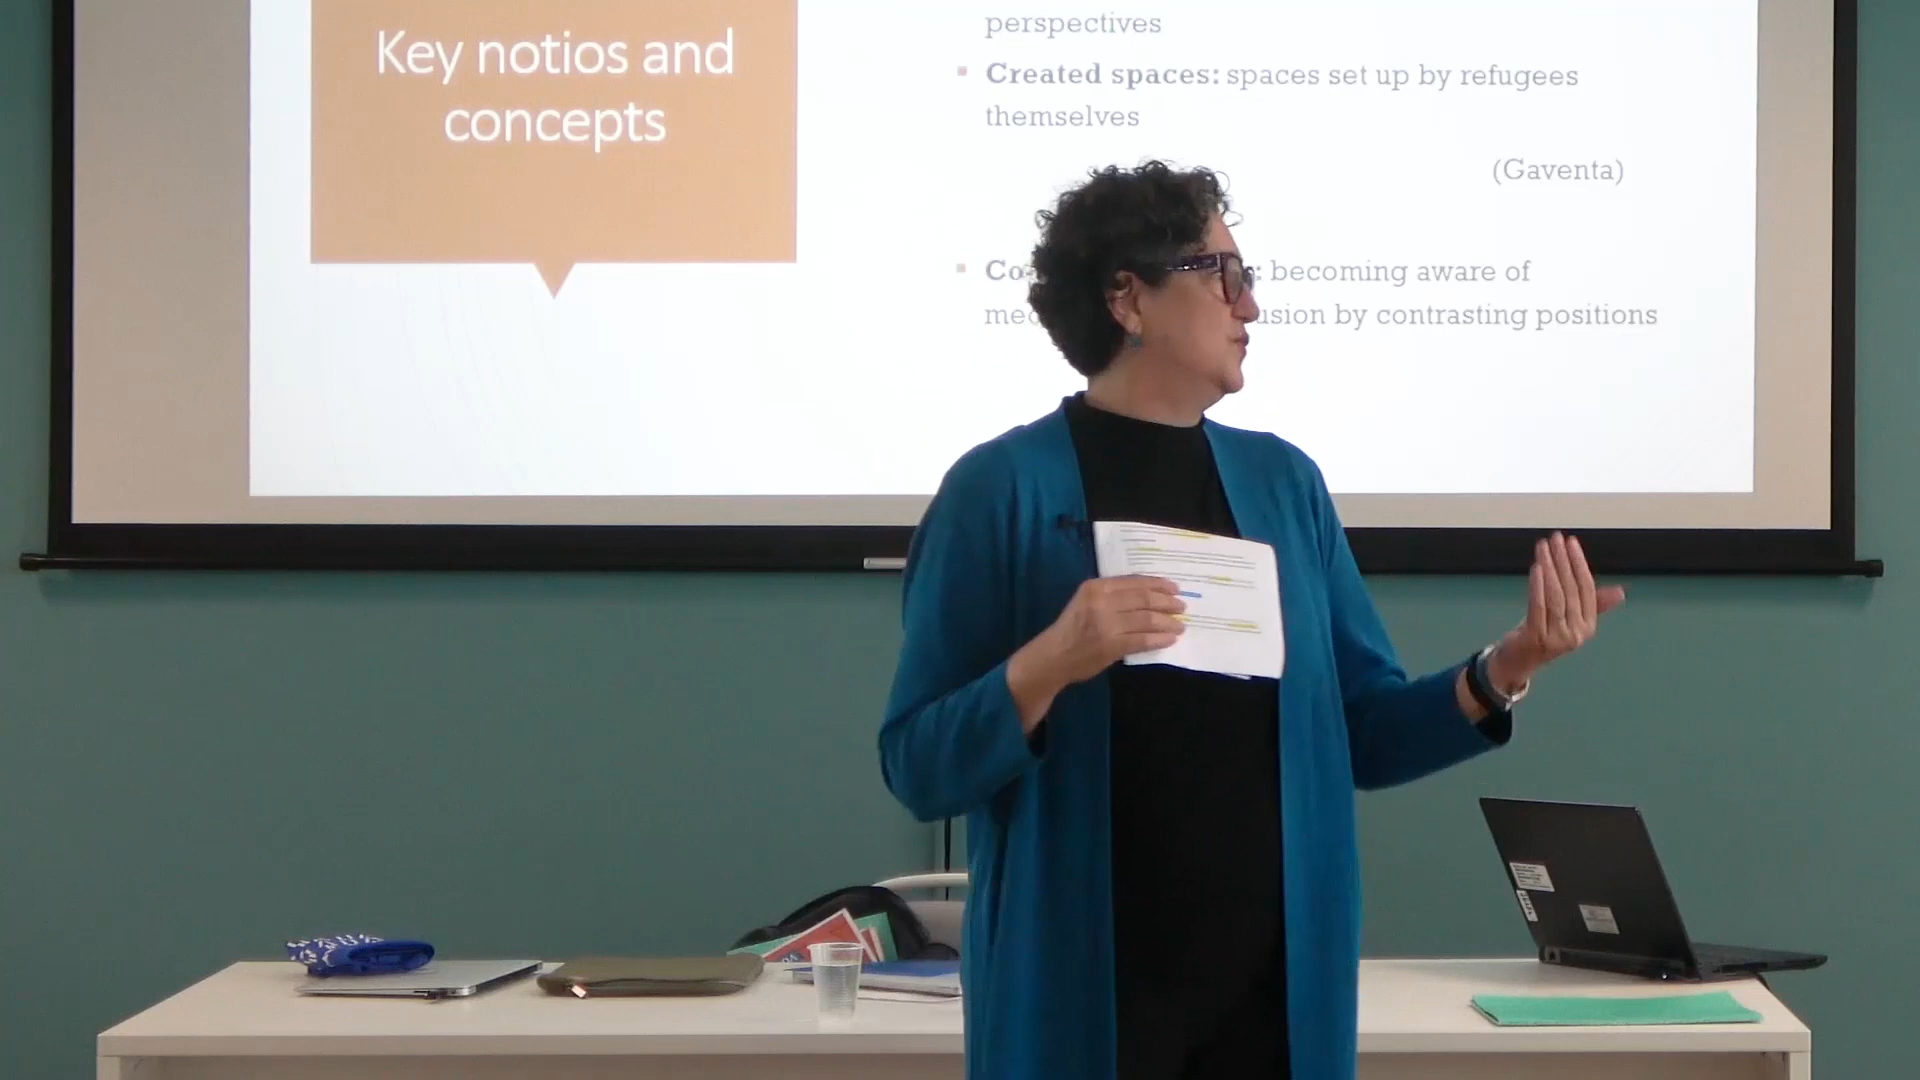 Key notios and
concepts
perspectives
Created spaces: spaces set up by refugees
themselves
(Gaventa)
: becoming aware of
by contrasting positions